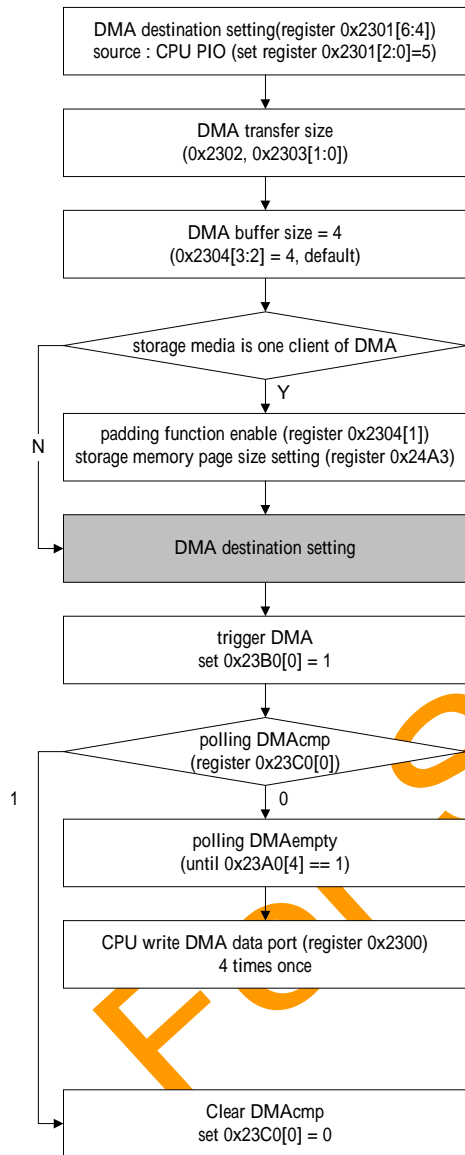 DMA destination setting(register 0x2301[6:4])
source : CPU PIO (set register 0x2301[2:0]=5)
DMA transfer size
(0x2302, 0x2303[1:0])
DMA buffer size = 4
(0x2304[3:2] = 4, default)
storage media is one client of DMA
Y
N
padding function enable (register 0x2304[1])
storage memory page size setting (register 0x24A3)
DMA destination setting
trigger DMA
set 0x23B0[0] = 1
polling DMAcmp
(register 0x23C0[0])
1
0
polling DMAempty
(until 0x23A0[4] == 1)
CPU write DMA data port (register 0x2300)
4 times once
Clear DMAcmp
set 0x23C0[0] = 0